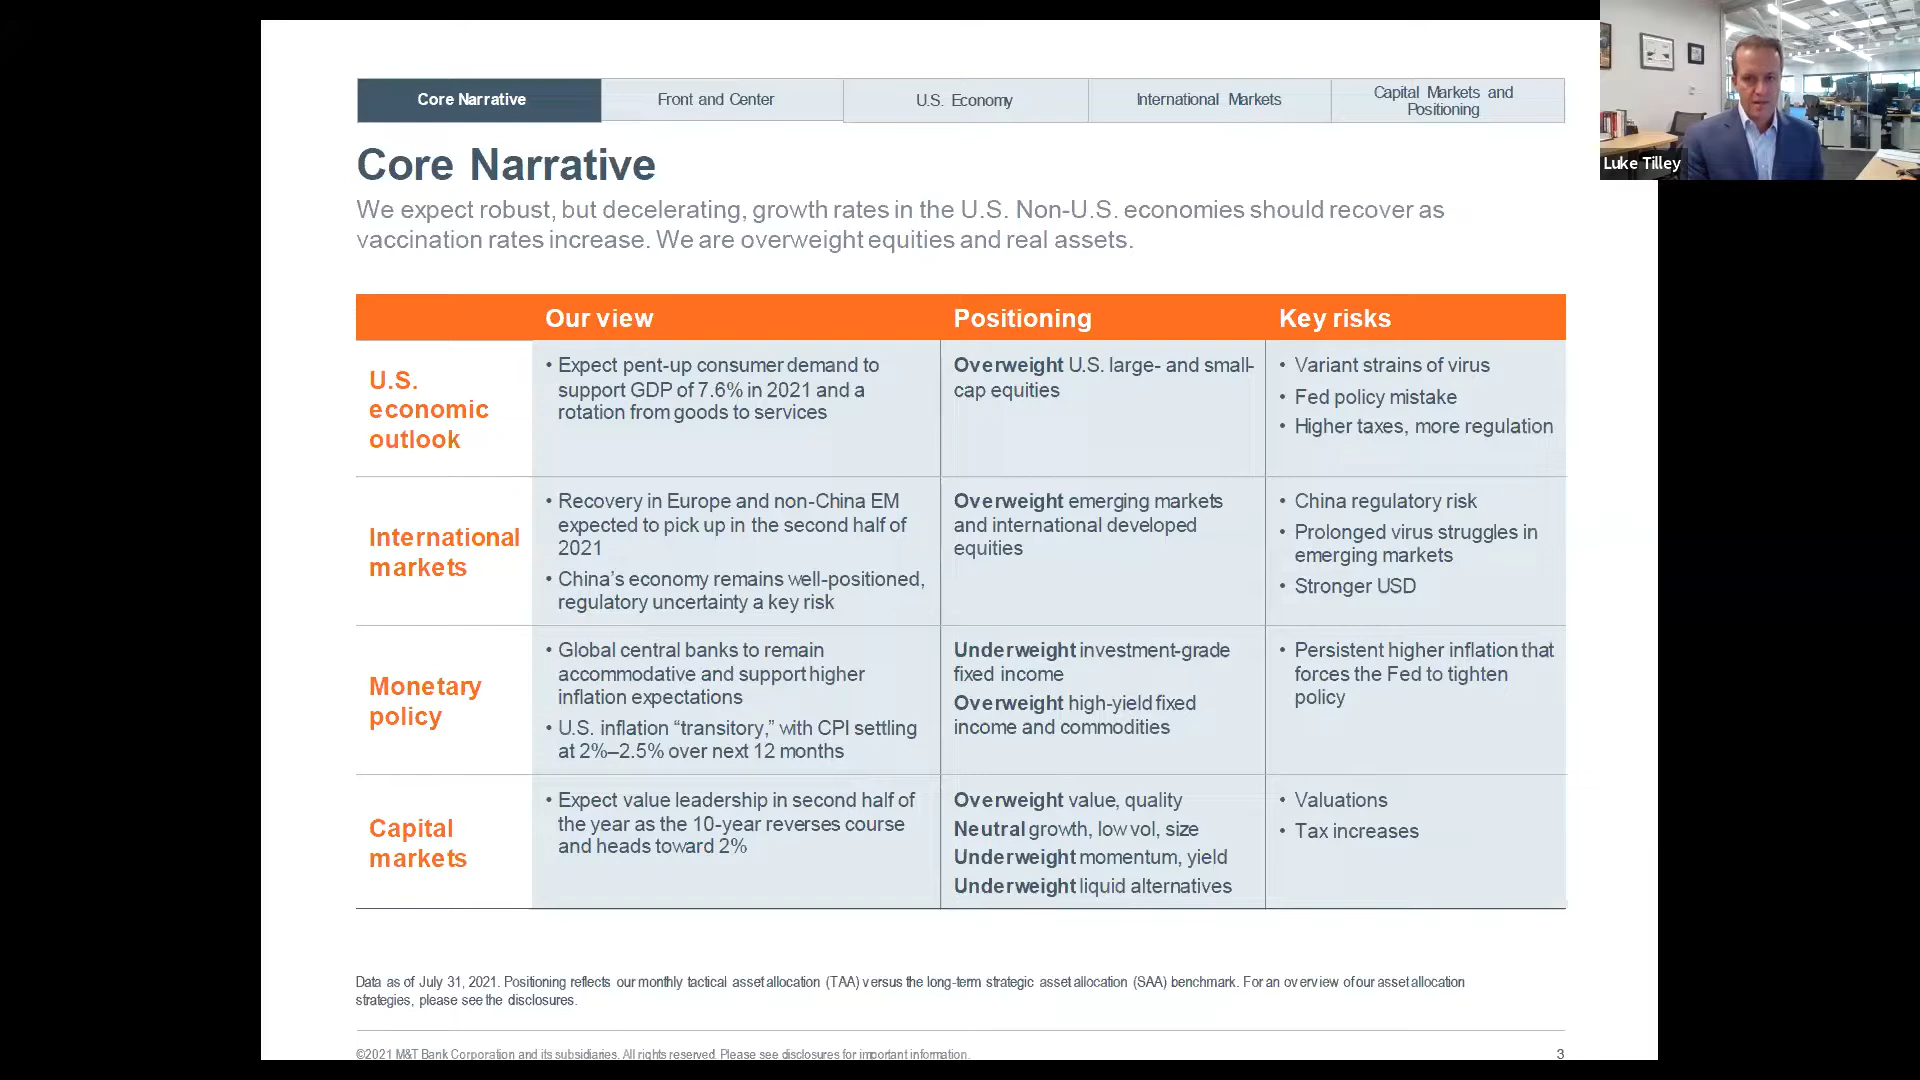 Core Narrative
Front and Center
U.S. Economy
International Markets
Capital Markets and
Positioning
Luke Tilley
Core Narrative
We expect robust, but decelerating, growth rates in the U.S. Non-U.S. economies should recover as
vaccination rates increase. We are overweight equities and real assets.
Our view
Positioning
Key risks
U.S.
economic
outlook
• Expect pent-up consumer demand to
support GDP of 7.6% in 2021 and a
rotation from goods to services
Overweight U.S. large- and small-
cap equities
• Variant strains of virus
• Fed policy mistake
• Higher taxes, more regulation
International
markets
• Recovery in Europe and non-China EM
expected to pick up in the second half of
2021
• China's economy remains well-positioned,
regulatory uncertainty a key risk
Overweight emerging markets
and international developed
equities
• China regulatory risk
• Prolonged virus struggles in
emerging markets
• Stronger USD
Monetary
policy
• Global central banks to remain
accommodative and support higher
inflation expectations
• U.S. inflation “transitory,” with CPI settling
at 2%–2.5% over next 12 months
Underweight investment-grade
fixed income
Overweight high-yield fixed
income and commodities
• Persistent higher inflation that
forces the Fed to tighten
policy
Capital
markets
• Expect value leadership in second half of
the year as the 10-year reverses course
and heads toward 2%
Overweight value, quality
Neutral growth, low vol, size
Underweight momentum, yield
Underweight liquid alternatives
• Valuations
• Tax increases
Data as of July 31, 2021. Positioning reflects our monthly tactical asset allocation (TAA) versus the long-term strategic asset allocation (SAA) benchmark. For an overview of our asset allocation
strategies, please see the disclosures.
©2021 M&T Bank Corporation and its subsidiaries. All rights reserved. Please see disclosures for important information.
3